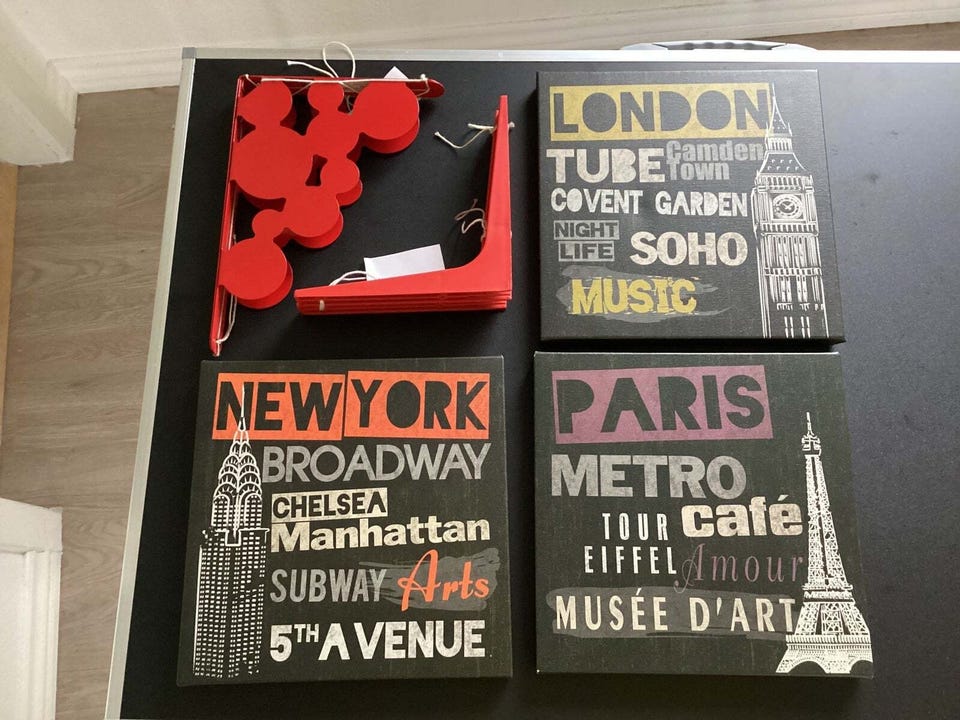 LONDON
TUBE Camden
Town
COVENT GARDEN
NIGHT
LIFE SOHO
MUSIC
NEW YORK
BROADWAY
CHELSEA
Manhattan
SUBWAY Arts
5TH AVENUE
PARIS
METRO
TOUR café
EIFFEL Amour
MUSÉE D'ART